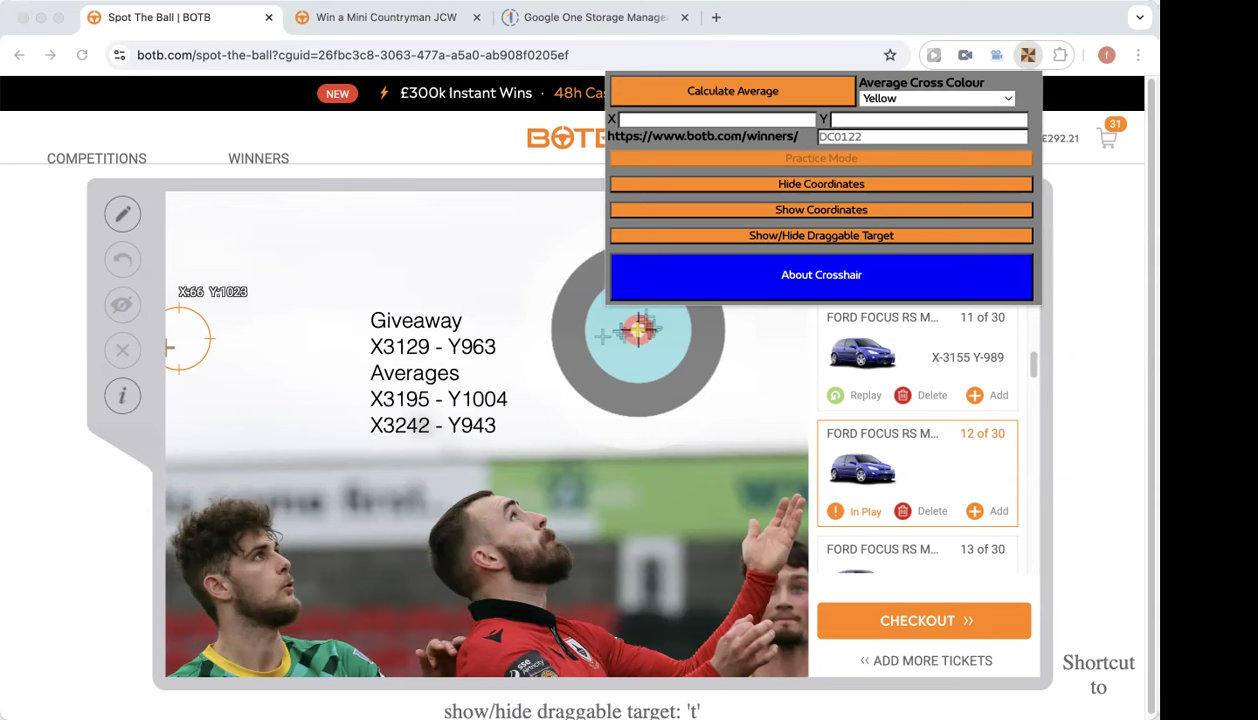 Spot The Ball | BOTB
Win a Mini Countryman JCW
Google One Storage Manage
botb.com/spot-the-ball?cguid=26fbc3c8-3063-477a-a5a0-ab908f0205ef
f
NEW £300k Instant Wins · 48h Cas
Calculate Average
Average Cross Colour
Yellow
X
Y
https://www.botb.com/winners/
DC0122
Practice Mode
Hide Coordinates
Show Coordinates
Show/Hide Draggable Target
About Crosshair
COMPETITIONS
WINNERS
BOTB
£292.21
31
X:66 Y:1023
Giveaway
X3129 - Y963
Averages
X3195 - Y1004
X3242 - Y943
i
FORD FOCUS RS M... 11 of 30
X-3155 Y-989
Replay Delete Add
FORD FOCUS RS M... 12 of 30
In Play Delete Add
FORD FOCUS RS M... 13 of 30
CHECKOUT »
‹‹ ADD MORE TICKETS
Shortcut
to
show/hide draggable target: 't'